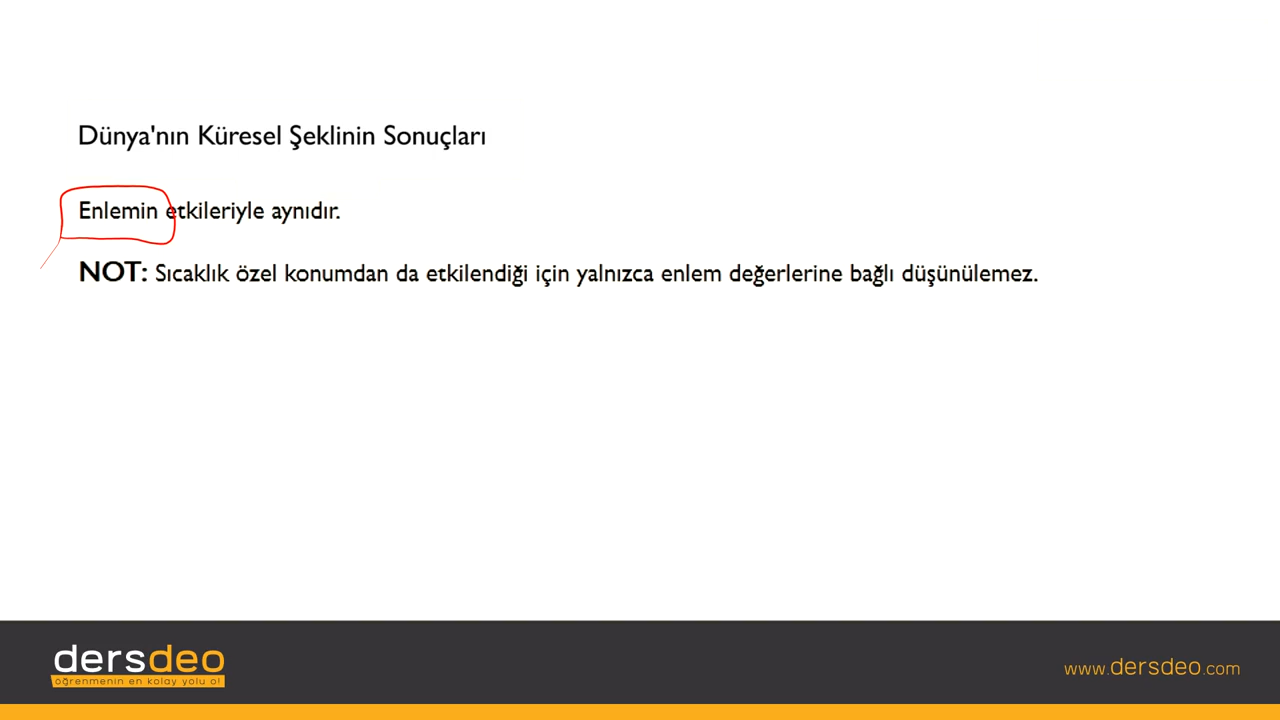 Dünya'nın Küresel Şeklinin Sonuçları
Enlemin etkileriyle aynıdır.
NOT: Sıcaklık özel konumdan da etkilendiği için yalnızca enlem değerlerine bağlı düşünülemez.
dersdeo
öğrenmenin en kolay yolu o!
www.dersdeo.com